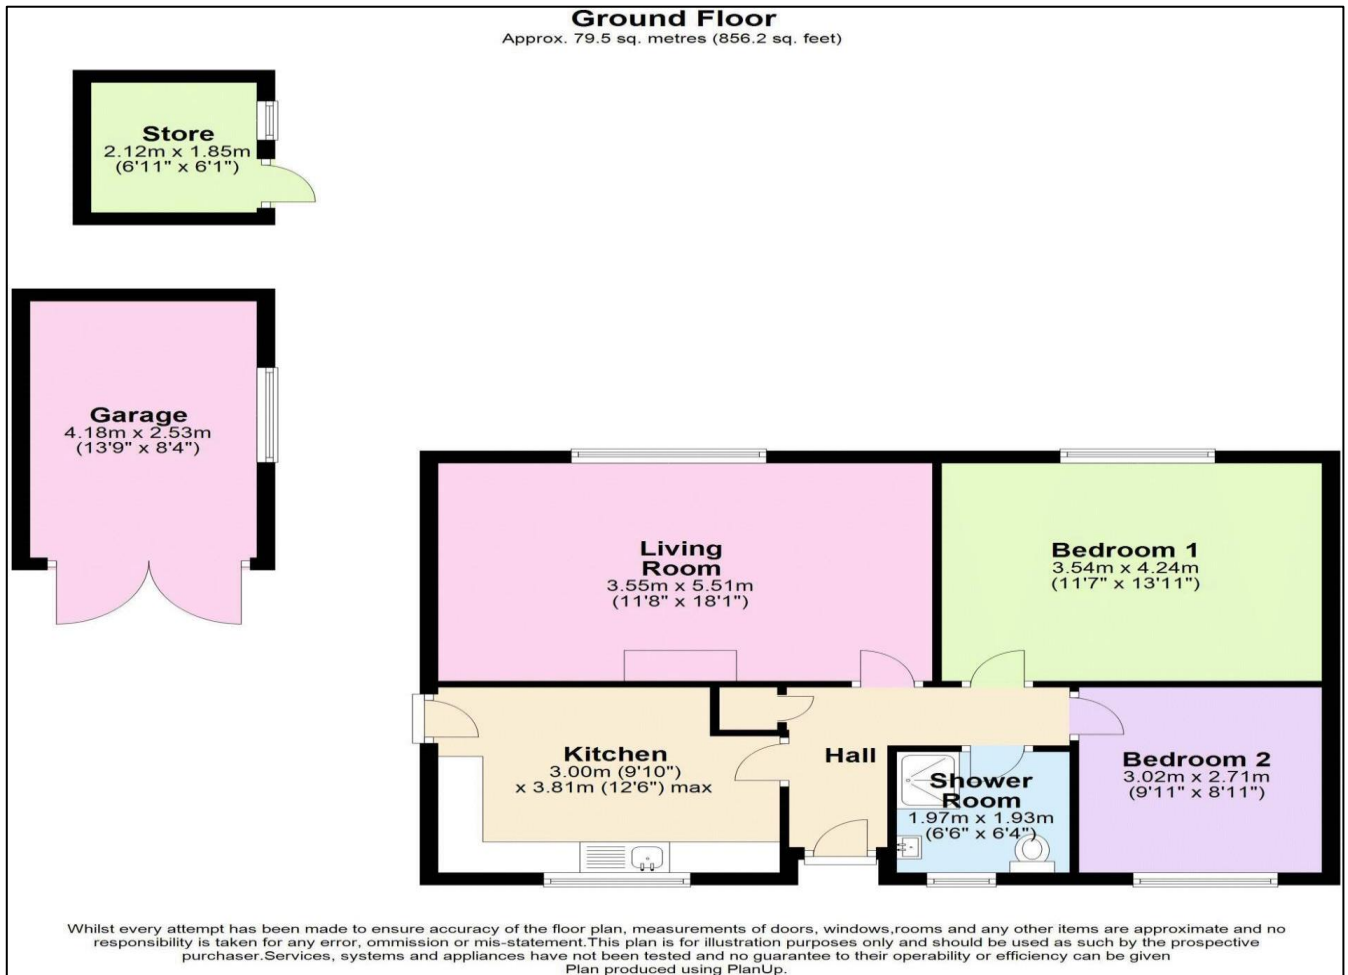 Ground Floor
Approx. 79.5 sq. metres (856.2 sq. feet)
Store
2.12m x 1.85m
(6'11" x 6'1")
Garage
4.18m x 2.53m
(13'9" x 8'4")
Living
Room
3.55m x 5.51m
(11'8" x 18'1")
Bedroom 1
3.54m x 4.24m
(11'7" x 13'11")
Kitchen
3.00m (9'10")
x 3.81m (12'6") max
Hall
Shower
Room
1.97m x 1.93m
(6'6" x 6'4")
Bedroom 2
3.02m x 2.71m
(9'11" x 8'11")
Whilst every attempt has been made to ensure accuracy of the floor plan, measurements of doors, windows,rooms and any other items are approximate and no
responsibility is taken for any error, ommission or mis-statement.This plan is for illustration purposes only and should be used as such by the prospective
purchaser.Services, systems and appliances have not been tested and no guarantee to their operability or efficiency can be given
Plan produced using PlanUp.